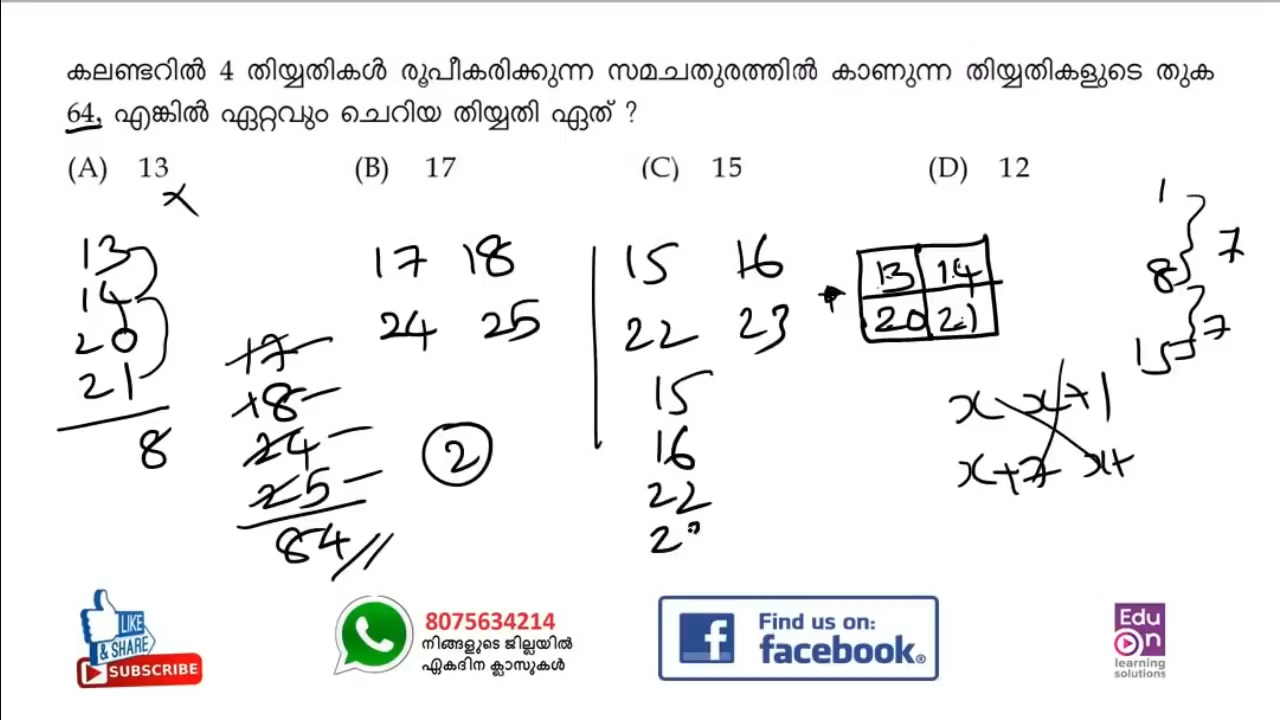 കലണ്ടറിൽ 4 തിയ്യതികൾ രൂപീകരിക്കുന്ന സമചതുരത്തിൽ കാണുന്ന തിയ്യതികളുടെ തുക
64, എങ്കിൽ ഏറ്റവും ചെറിയ തിയ്യതി ഏത് ?
(A) 13 (B) 17 (C) 15 (D) 12
x
13
14
20
21
8
17 18
24 25
17
18
24
25
84//
2
15 16
22 23
15
16
22
13 14
20 21
1
8
15
7
7
x x+1
x+7 x+
LIKE
& SHARE
SUBSCRIBE
8075634214
നിങ്ങളുടെ ജില്ലയിൽ
ഏകദിന ക്ലാസുകൾ
Find us on:
facebook®
Edu
On
learning
solutions